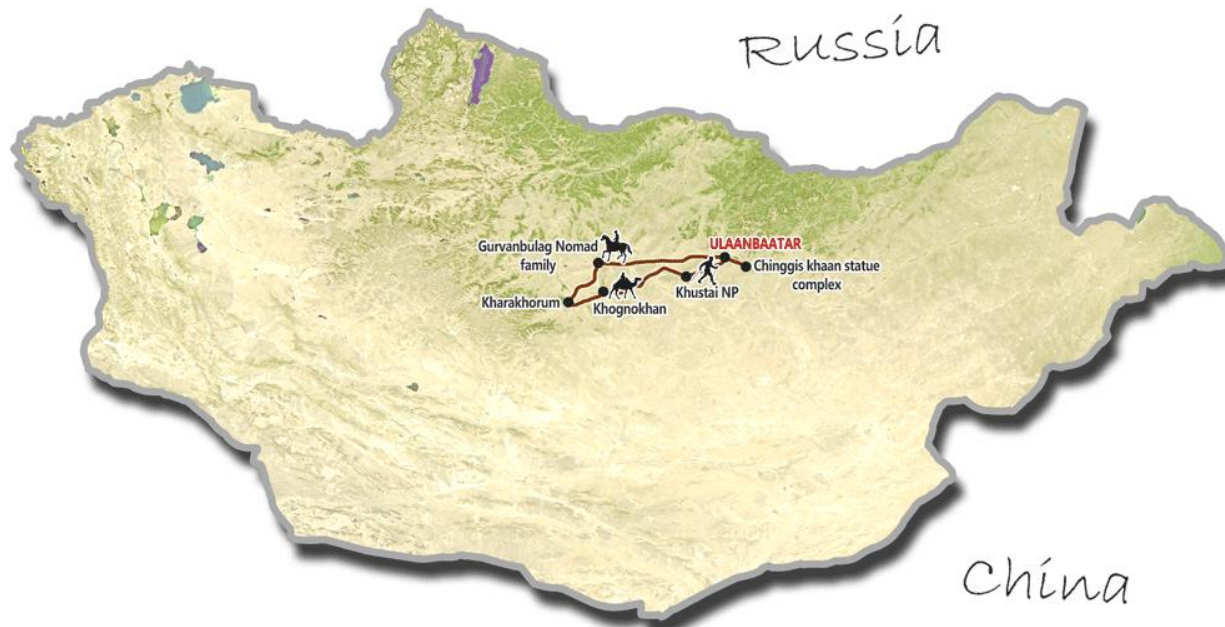 Russia
Gurvanbulag Nomad
family
ULAANBAATAR
Chinggis khaan statue
complex
Kharakhorum
Khognokhan
Khustai NP
China